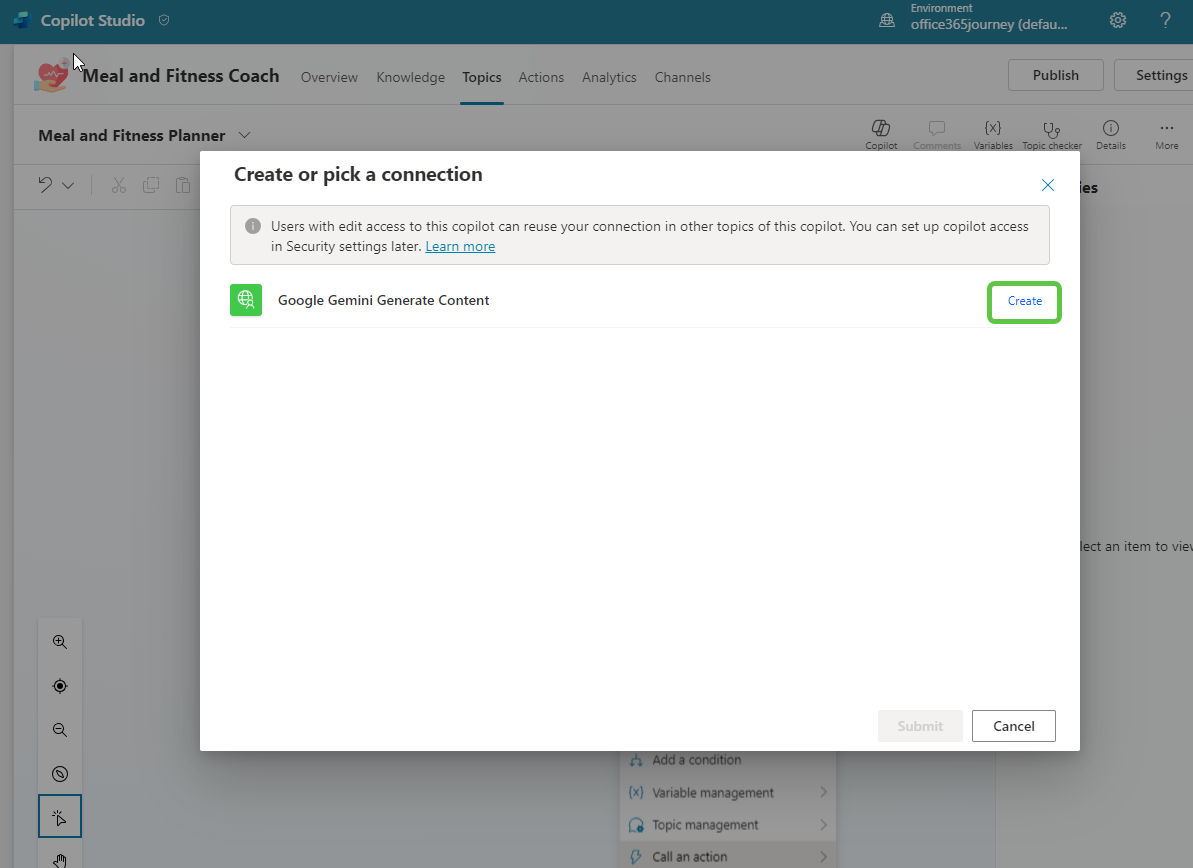 Copilot Studio
Environment
office365journey (defau...
Meal and Fitness Coach
Overview
Knowledge
Topics
Actions
Analytics
Channels
Publish
Settings
Meal and Fitness Planner
Copilot
Comments
Variables
Topic checker
Details
More
Create or pick a connection
ies
Users with edit access to this copilot can reuse your connection in other topics of this copilot. You can set up copilot access
in Security settings later. Learn more
Google Gemini Generate Content
Create
lect an item to view
Submit
Cancel
Add a condition
Variable management
Topic management
Call an action